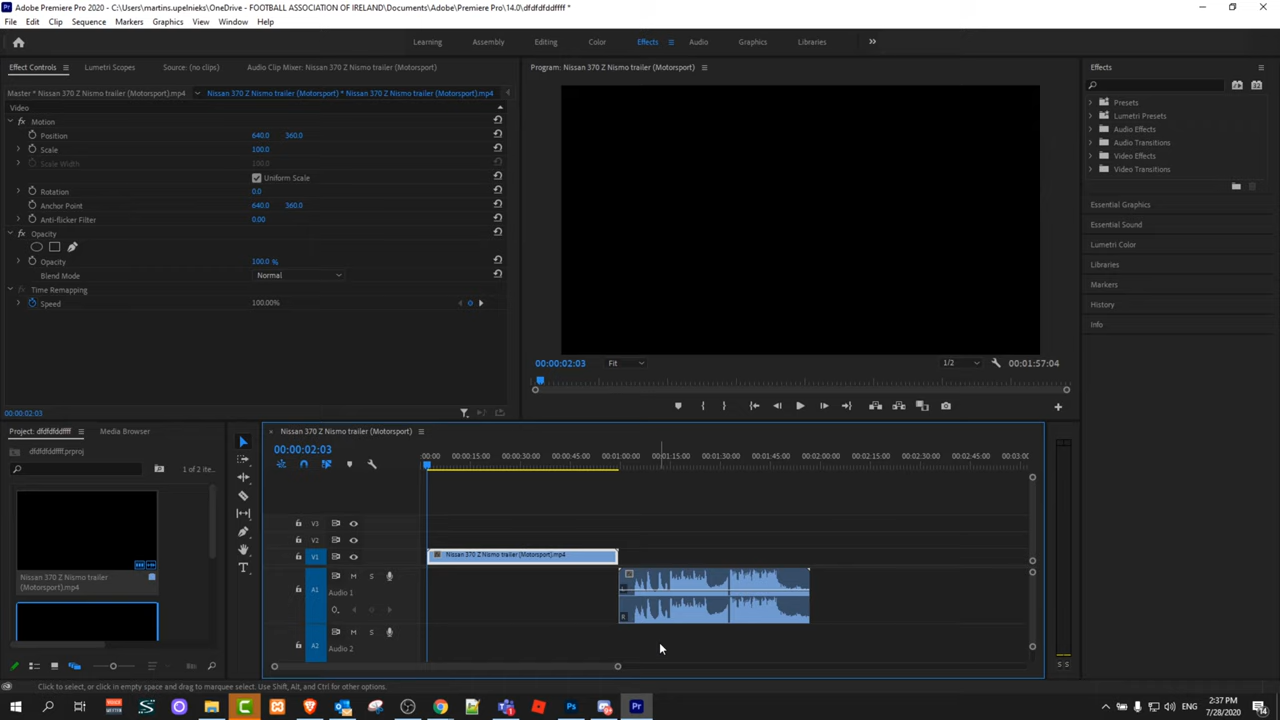 Adobe Premiere Pro 2020 - C:\Users\martins.upelnieks\OneDrive - FOOTBALL ASSOCIATION OF IRELAND\Documents\Adobe\Premiere Pro\14.0\dfdfdfddffff *
File Edit Clip Sequence Markers Graphics View Window Help
Learning Assembly Editing Color Effects Audio Graphics Libraries
Effect Controls Lumetri Scopes Source: (no clips) Audio Clip Mixer: Nissan 370 Z Nismo trailer (Motorsport)
Program: Nissan 370 Z Nismo trailer (Motorsport)
Effects
Master * Nissan 370 Z Nismo trailer (Motorsport).mp4 Nissan 370 Z Nismo trailer (Motorsport) * Nissan 370 Z Nismo trailer (Motorsport).mp4
Video
fx Motion
Position 640.0 360.0
Scale 100.0
Scale Width 100.0
Uniform Scale
Rotation 0.0
Anchor Point 640.0 360.0
Anti-flicker Filter 0.00
fx Opacity
Opacity 100.0 %
Blend Mode Normal
fx Time Remapping
Speed 100.00%
00:00:02:03
00:00:02:03 Fit 1/2 00:01:57:04
Presets
Lumetri Presets
Audio Effects
Audio Transitions
Video Effects
Video Transitions
Essential Graphics
Essential Sound
Lumetri Color
Libraries
Markers
History
Info
Project: dfdfdfddffff Media Browser
dfdfdfddffff.prproj
1 of 2 ite...
Nissan 370 Z Nismo trailer (Motorsport).mp4
Nissan 370 Z Nismo trailer (Motorsport)
00:00:02:03
:00:00 00:00:15:00 00:00:30:00 00:00:45:00 00:01:00:00 00:01:15:00 00:01:30:00 00:01:45:00 00:02:00:00 00:02:15:00 00:02:30:00 00:02:45:00 00:03:0
V3
V2
V1 Nissan 370 Z Nismo trailer (Motorsport).mp4
A1 M S
Audio 1
R
A2 M S
Audio 2
S S
Click to select, or click in empty space and drag to marquee select. Use Shift, Alt, and Ctrl for other options.
2:37 PM
7/28/2020
14